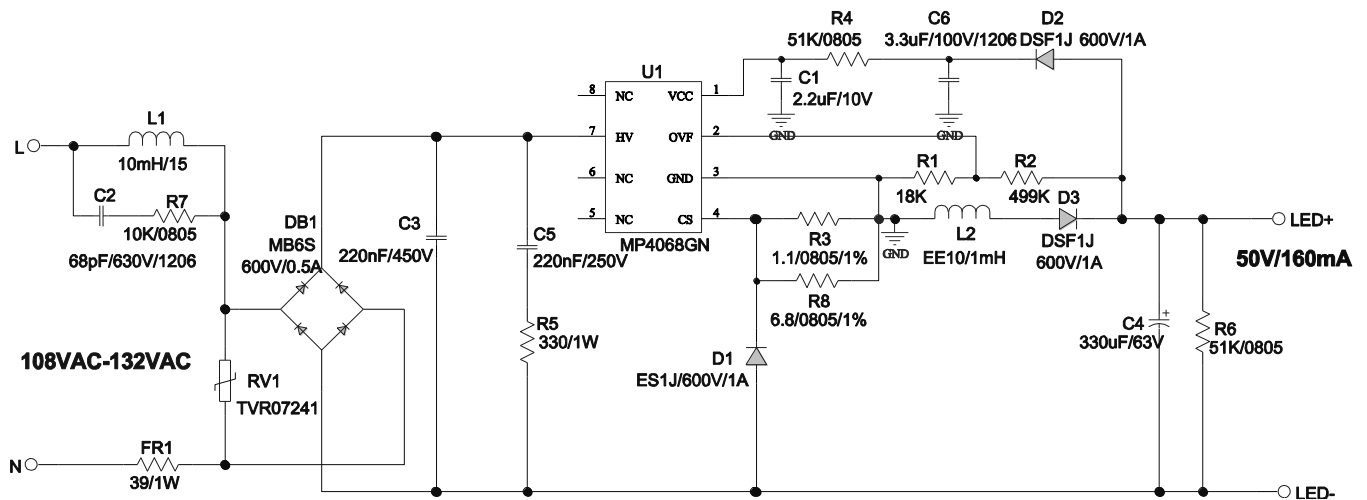 R4
51K/0805
C6
3.3uF/100V/1206
D2
DSF1J 600V/1A
U1
8
NC
VCC
1
C1
2.2uF/10V
GND
GND
L1
L
10mH/15
7
HV
OVF
2
C2
R7
10K/0805
68pF/630V/1206
6
NC
GND
3
R1
18K
R2
499K
D3
DSF1J
600V/1A
5
NC
CS
4
MP4068GN
R3
1.1/0805/1%
GND
L2
EE10/1mH
LED+
50V/160mA
DB1
MB6S
600V/0.5A
C3
220nF/450V
C5
220nF/250V
R8
6.8/0805/1%
R5
330/1W
C4
+
330uF/63V
R6
51K/0805
108VAC-132VAC
D1
ES1J/600V/1A
RV1
TVR07241
N
FR1
39/1W
LED-